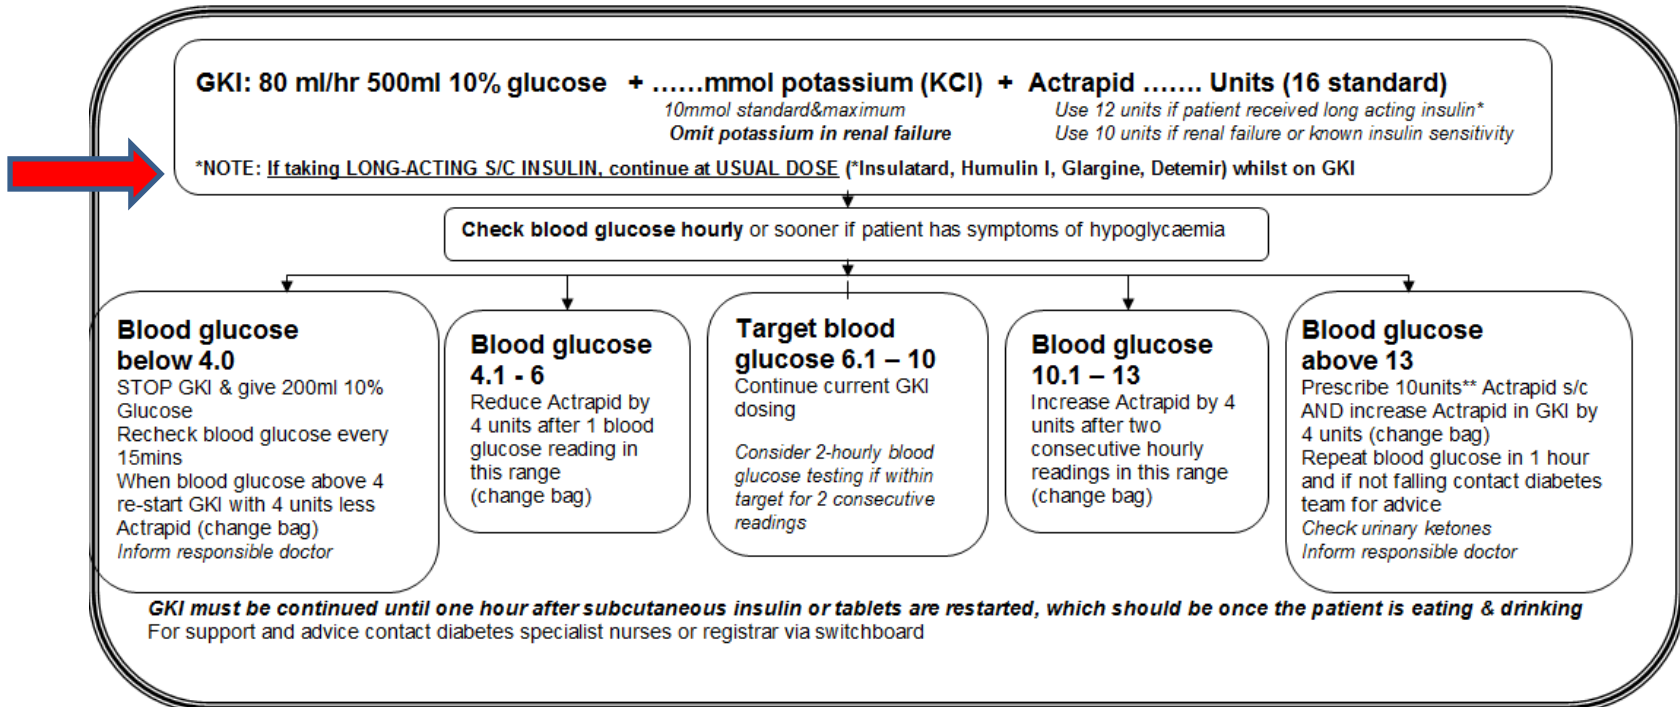 GKI: 80 ml/hr 500ml 10% glucose + ......mmol potassium (KCl) + Actrapid ....... Units (16 standard)
10mmol standard&maximum Use 12 units if patient received long acting insulin*
Omit potassium in renal failure Use 10 units if renal failure or known insulin sensitivity
*NOTE: If taking LONG-ACTING S/C INSULIN, continue at USUAL DOSE (*Insulatard, Humulin I, Glargine, Detemir) whilst on GKI
Check blood glucose hourly or sooner if patient has symptoms of hypoglycaemia
Blood glucose
below 4.0
STOP GKI & give 200ml 10%
Glucose
Recheck blood glucose every
15mins
When blood glucose above 4
re-start GKI with 4 units less
Actrapid (change bag)
Inform responsible doctor
Blood glucose
4.1 - 6
Reduce Actrapid by
4 units after 1 blood
glucose reading in
this range
(change bag)
Target blood
glucose 6.1 – 10
Continue current GKI
dosing
Consider 2-hourly blood
glucose testing if within
target for 2 consecutive
readings
Blood glucose
10.1 – 13
Increase Actrapid by 4
units after two
consecutive hourly
readings in this range
(change bag)
Blood glucose
above 13
Prescribe 10units** Actrapid s/c
AND increase Actrapid in GKI by
4 units (change bag)
Repeat blood glucose in 1 hour
and if not falling contact diabetes
team for advice
Check urinary ketones
Inform responsible doctor
GKI must be continued until one hour after subcutaneous insulin or tablets are restarted, which should be once the patient is eating & drinking
For support and advice contact diabetes specialist nurses or registrar via switchboard